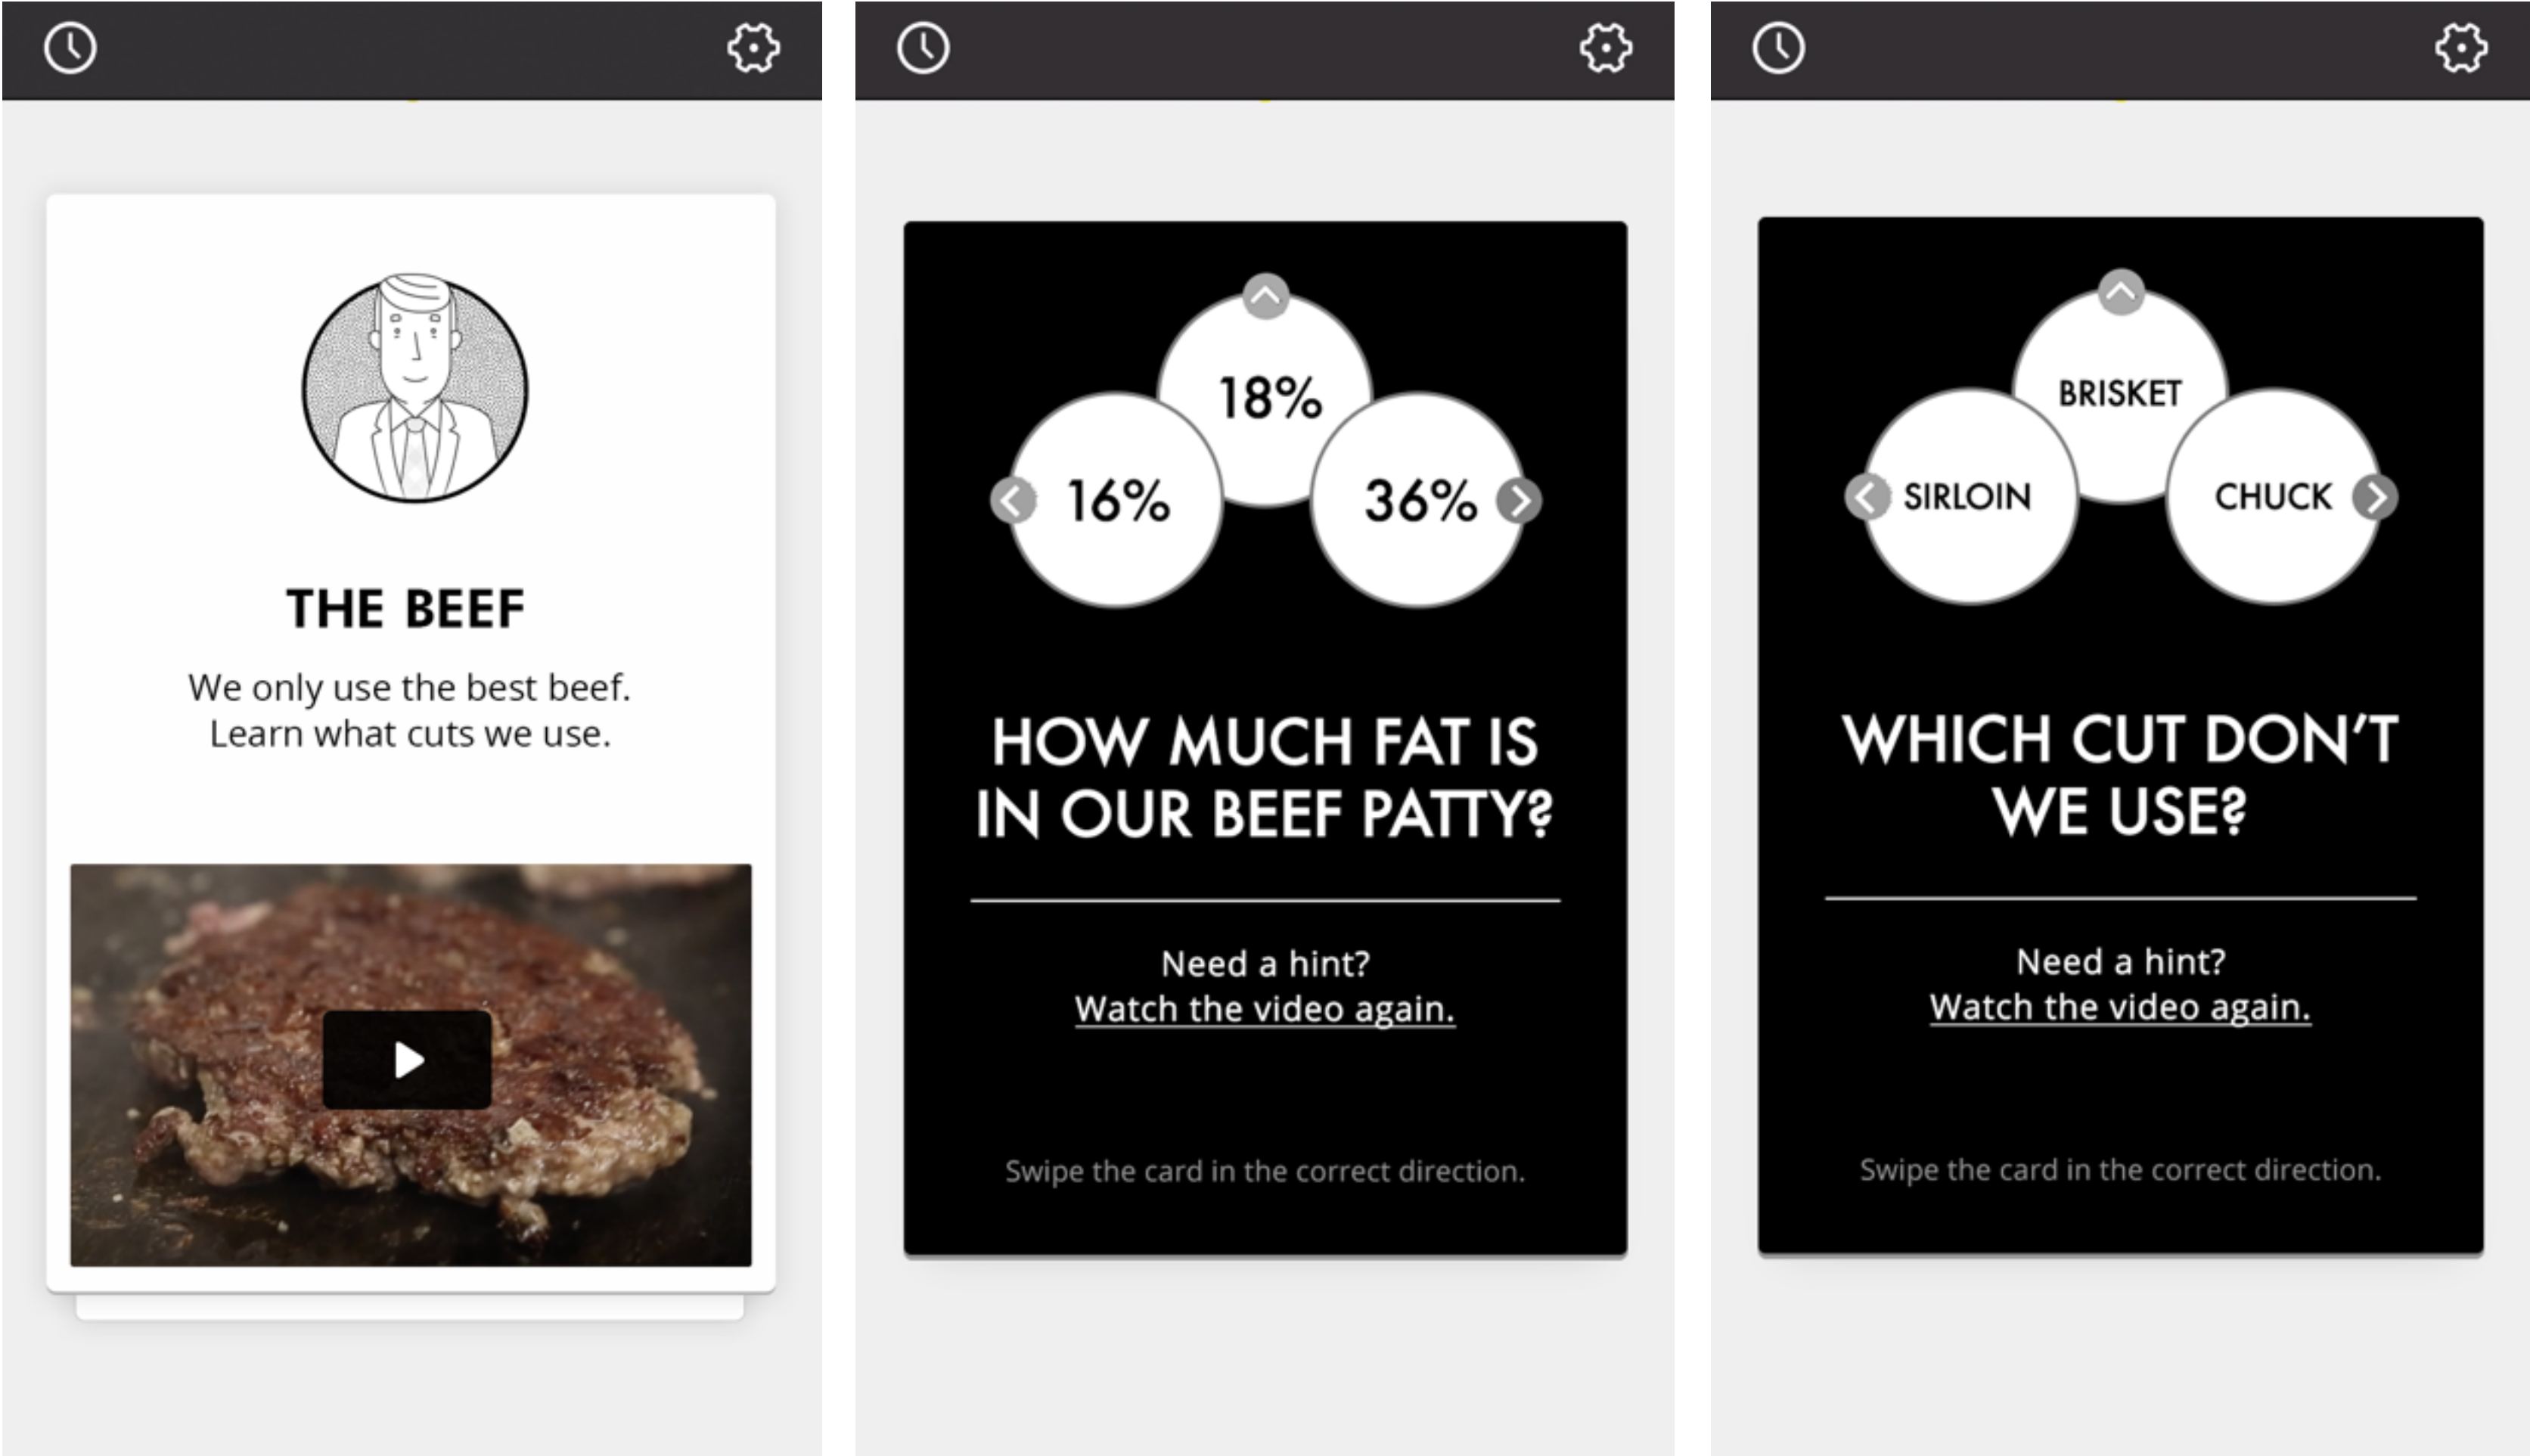 THE BEEF
We only use the best beef.
Learn what cuts we use.
18%
16%
36%
HOW MUCH FAT IS
IN OUR BEEF PATTY?
Need a hint?
Watch the video again.
Swipe the card in the correct direction.
BRISKET
SIRLOIN
CHUCK
WHICH CUT DON'T
WE USE?
Need a hint?
Watch the video again.
Swipe the card in the correct direction.